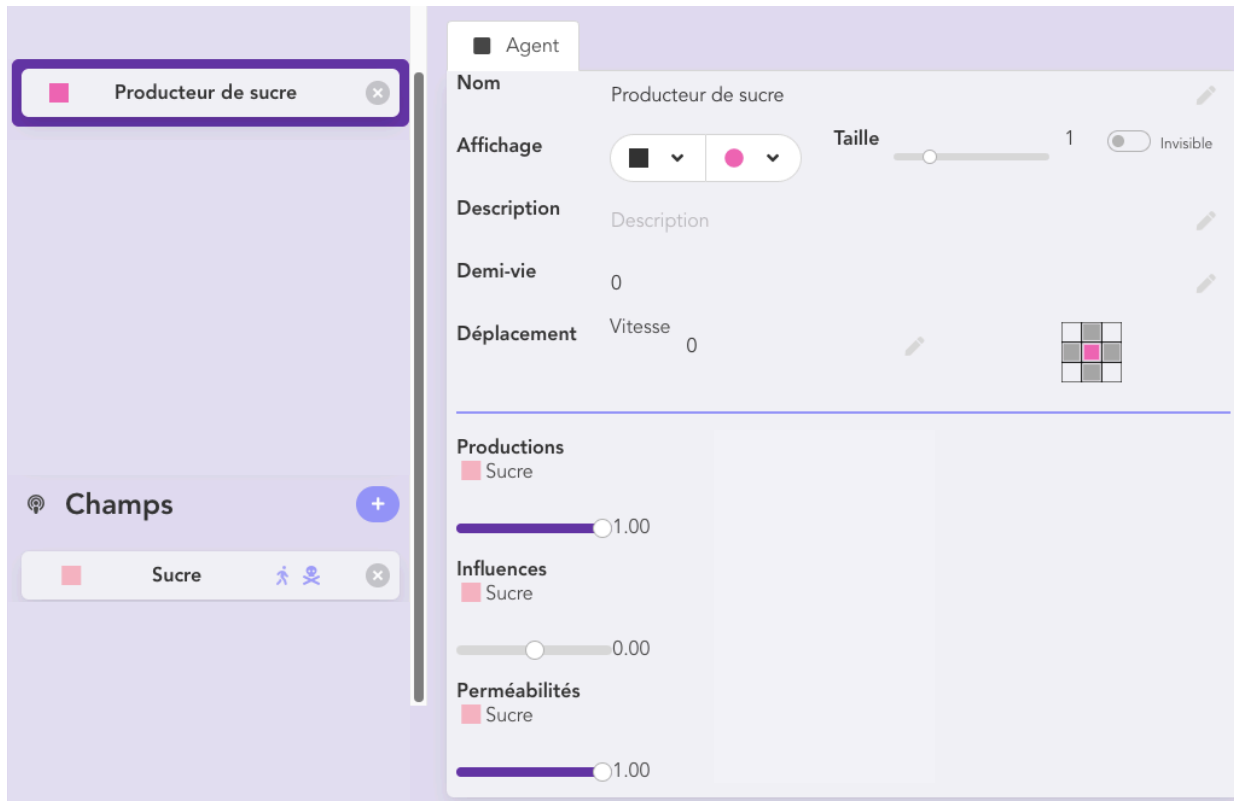 Producteur de sucre
Champs
+
Sucre
Agent
Nom
Producteur de sucre
Affichage
Taille
1
Invisible
Description
Description
Demi-vie
0
Déplacement
Vitesse
0
Productions
Sucre
1.00
Influences
Sucre
0.00
Perméabilités
Sucre
1.00